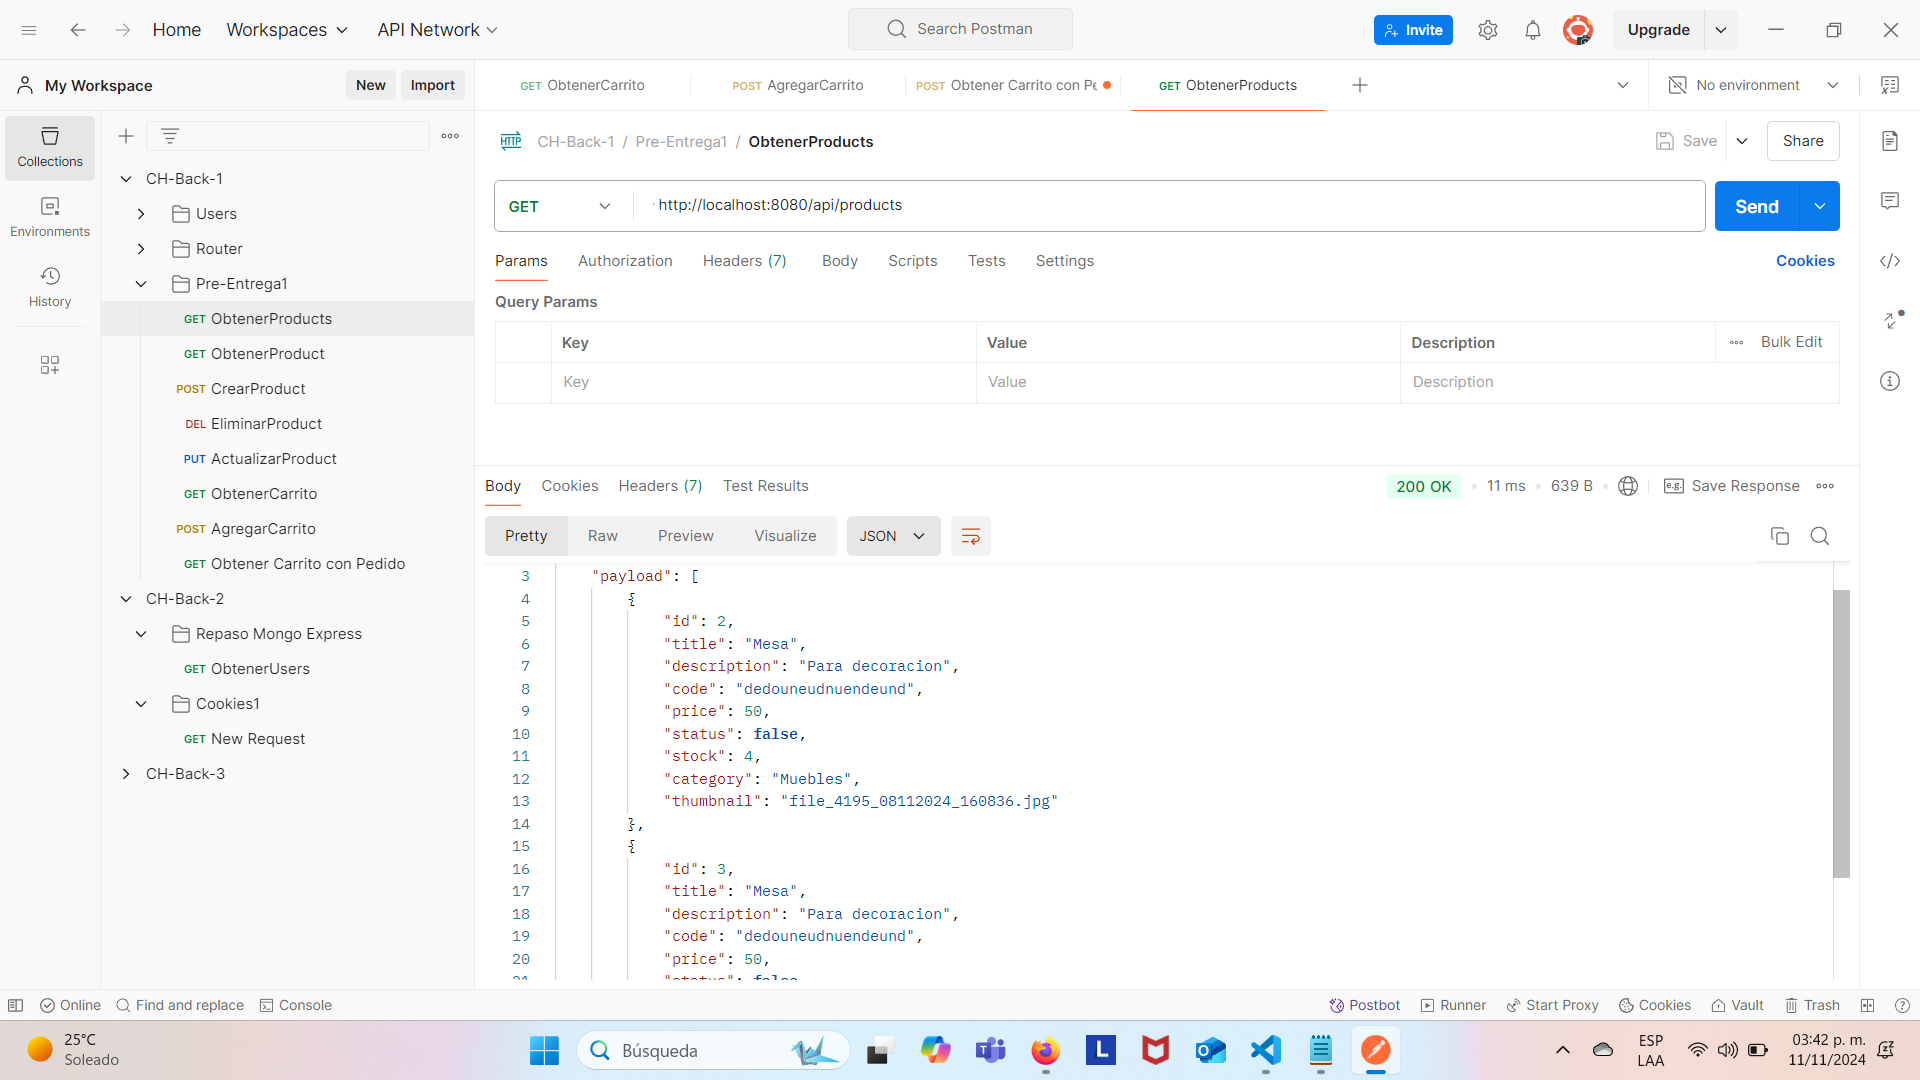 Home Workspaces API Network Search Postman Invite Upgrade
My Workspace New Import GET ObtenerCarrito POST AgregarCarrito POST Obtener Carrito con Pe GET ObtenerProducts No environment
Collections
Environments
History
CH-Back-1
Users
Router
Pre-Entrega1
GET ObtenerProducts
GET ObtenerProduct
POST CrearProduct
DEL EliminarProduct
PUT ActualizarProduct
GET ObtenerCarrito
POST AgregarCarrito
GET Obtener Carrito con Pedido
CH-Back-2
Repaso Mongo Express
GET ObtenerUsers
Cookies1
GET New Request
CH-Back-3
HTTP CH-Back-1 / Pre-Entrega1 / ObtenerProducts Save Share
GET http://localhost:8080/api/products Send
Params Authorization Headers (7) Body Scripts Tests Settings Cookies
Query Params
Key Value Description Bulk Edit
Key Value Description
Body Cookies Headers (7) Test Results 200 OK 11 ms 639 B e.g. Save Response
Pretty Raw Preview Visualize JSON
3 "payload": [
4 {
5 "id": 2,
6 "title": "Mesa",
7 "description": "Para decoracion",
8 "code": "dedouneudnuendeund",
9 "price": 50,
10 "status": false,
11 "stock": 4,
12 "category": "Muebles",
13 "thumbnail": "file_4195_08112024_160836.jpg"
14 },
15 {
16 "id": 3,
17 "title": "Mesa",
18 "description": "Para decoracion",
19 "code": "dedouneudnuendeund",
20 "price": 50,
21 "status": false
Online Find and replace Console Postbot Runner Start Proxy Cookies Vault Trash
25°C
Soleado
Búsqueda
L
ESP
LAA
03:42 p. m.
11/11/2024